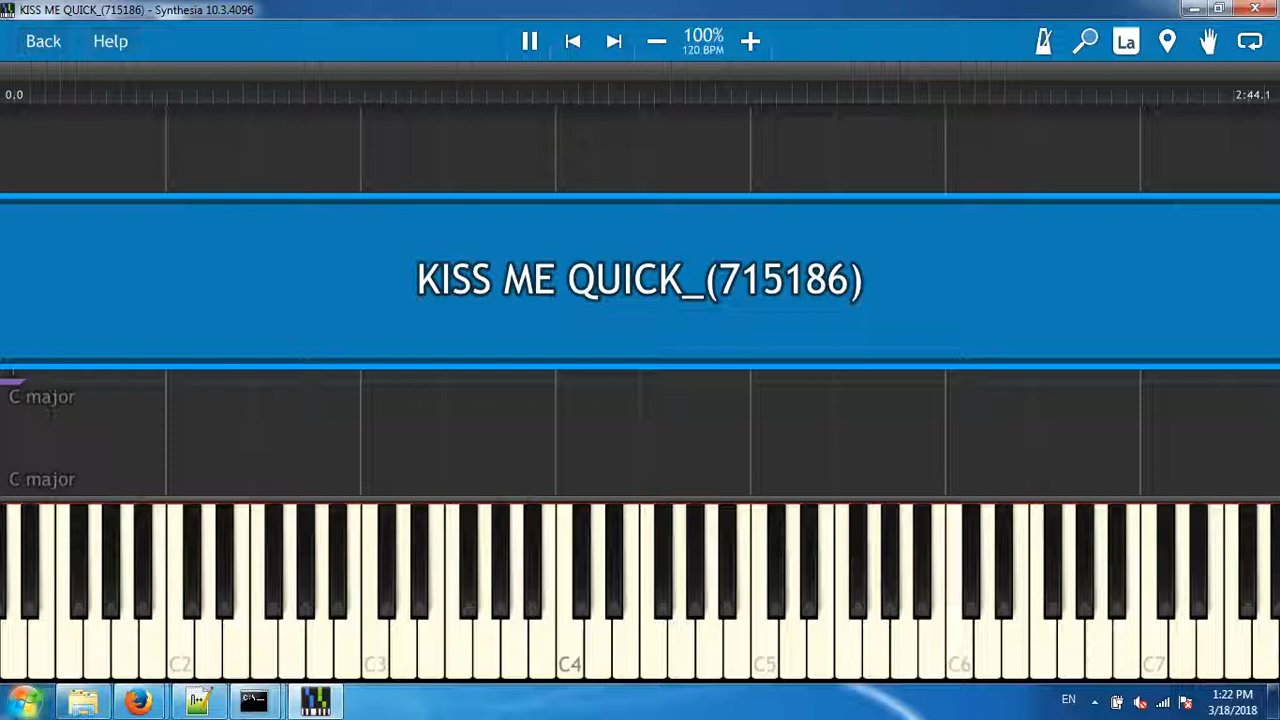 KISS ME QUICK_(715186) - Synthesia 10.3.4096
Back Help 100% La
120 BPM
0,0 2:44.1
KISS ME QUICK_(715186)
1
C major
C major
C2 C3 C4 C5 C6 C7
EN 1:22 PM
3/18/2018